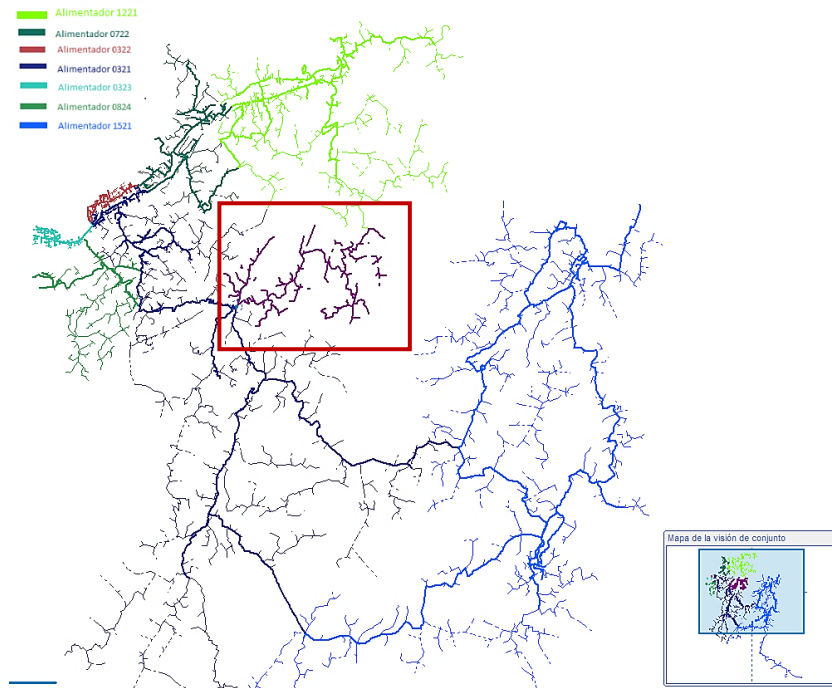 Alimentador 1221
Alimentador 0722
Alimentador 0322
Alimentador 0321
Alimentador 0323
Alimentador 0824
Alimentador 1521
Mapa de la visión de conjunto